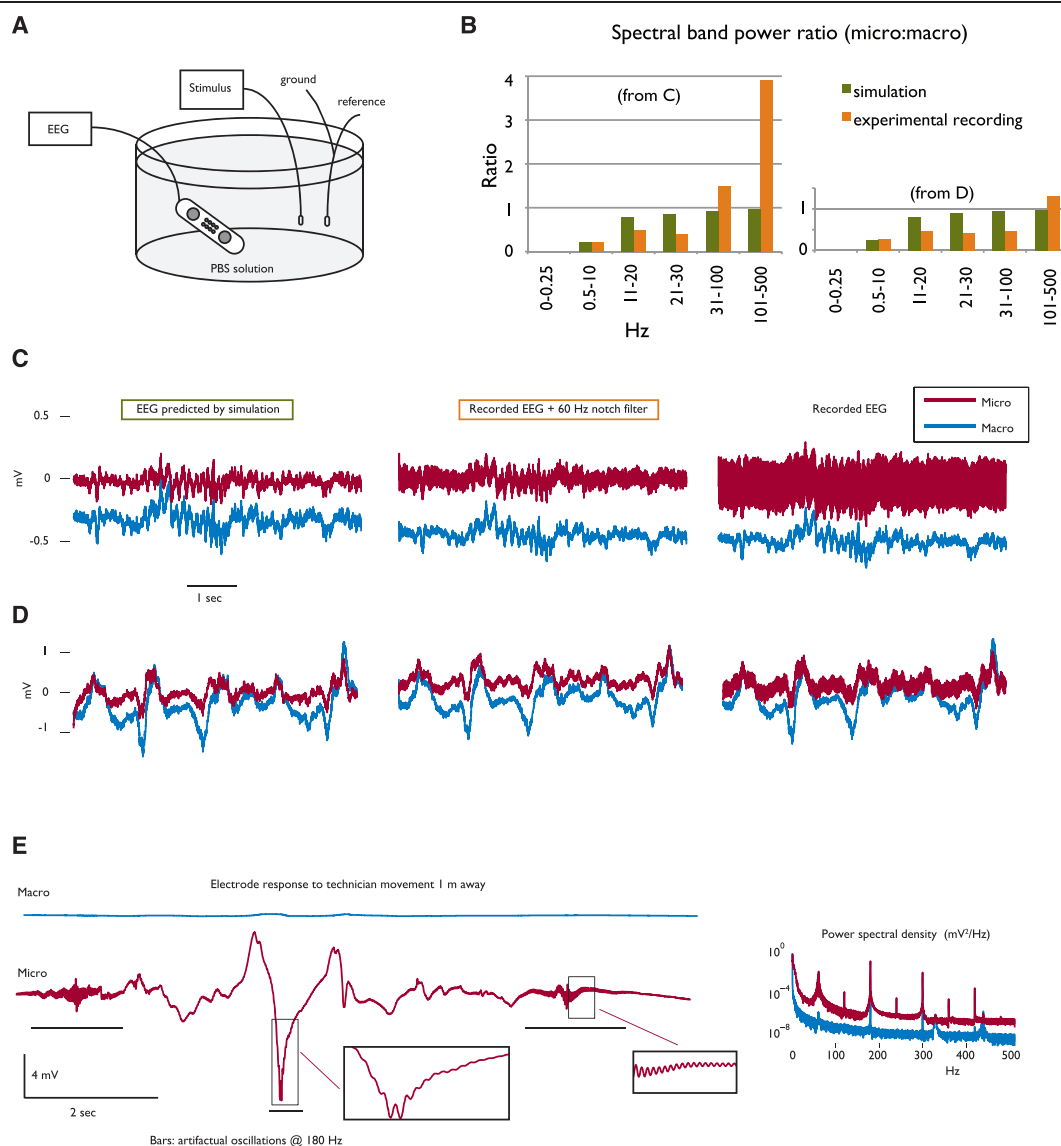 A
Stimulus
ground
reference
EEG
PBS solution
B
Spectral band power ratio (micro:macro)
(from C)
simulation
experimental recording
(from D)
Ratio
4
3
2
1
0
0-0.25
0.5-10
11-20
21-30
31-100
101-500
Hz
1
0
0-0.25
0.5-10
11-20
21-30
31-100
101-500
C
EEG predicted by simulation
Recorded EEG + 60 Hz notch filter
Recorded EEG
Micro
Macro
0.5
0
-0.5
mV
1 sec
D
1
0
-1
mV
E
Electrode response to technician movement 1 m away
Macro
Micro
4 mV
2 sec
Bars: artifactual oscillations @ 180 Hz
Power spectral density (mV²/Hz)
10⁰
10⁻⁴
10⁻⁸
0 100 200 300 400 500
Hz